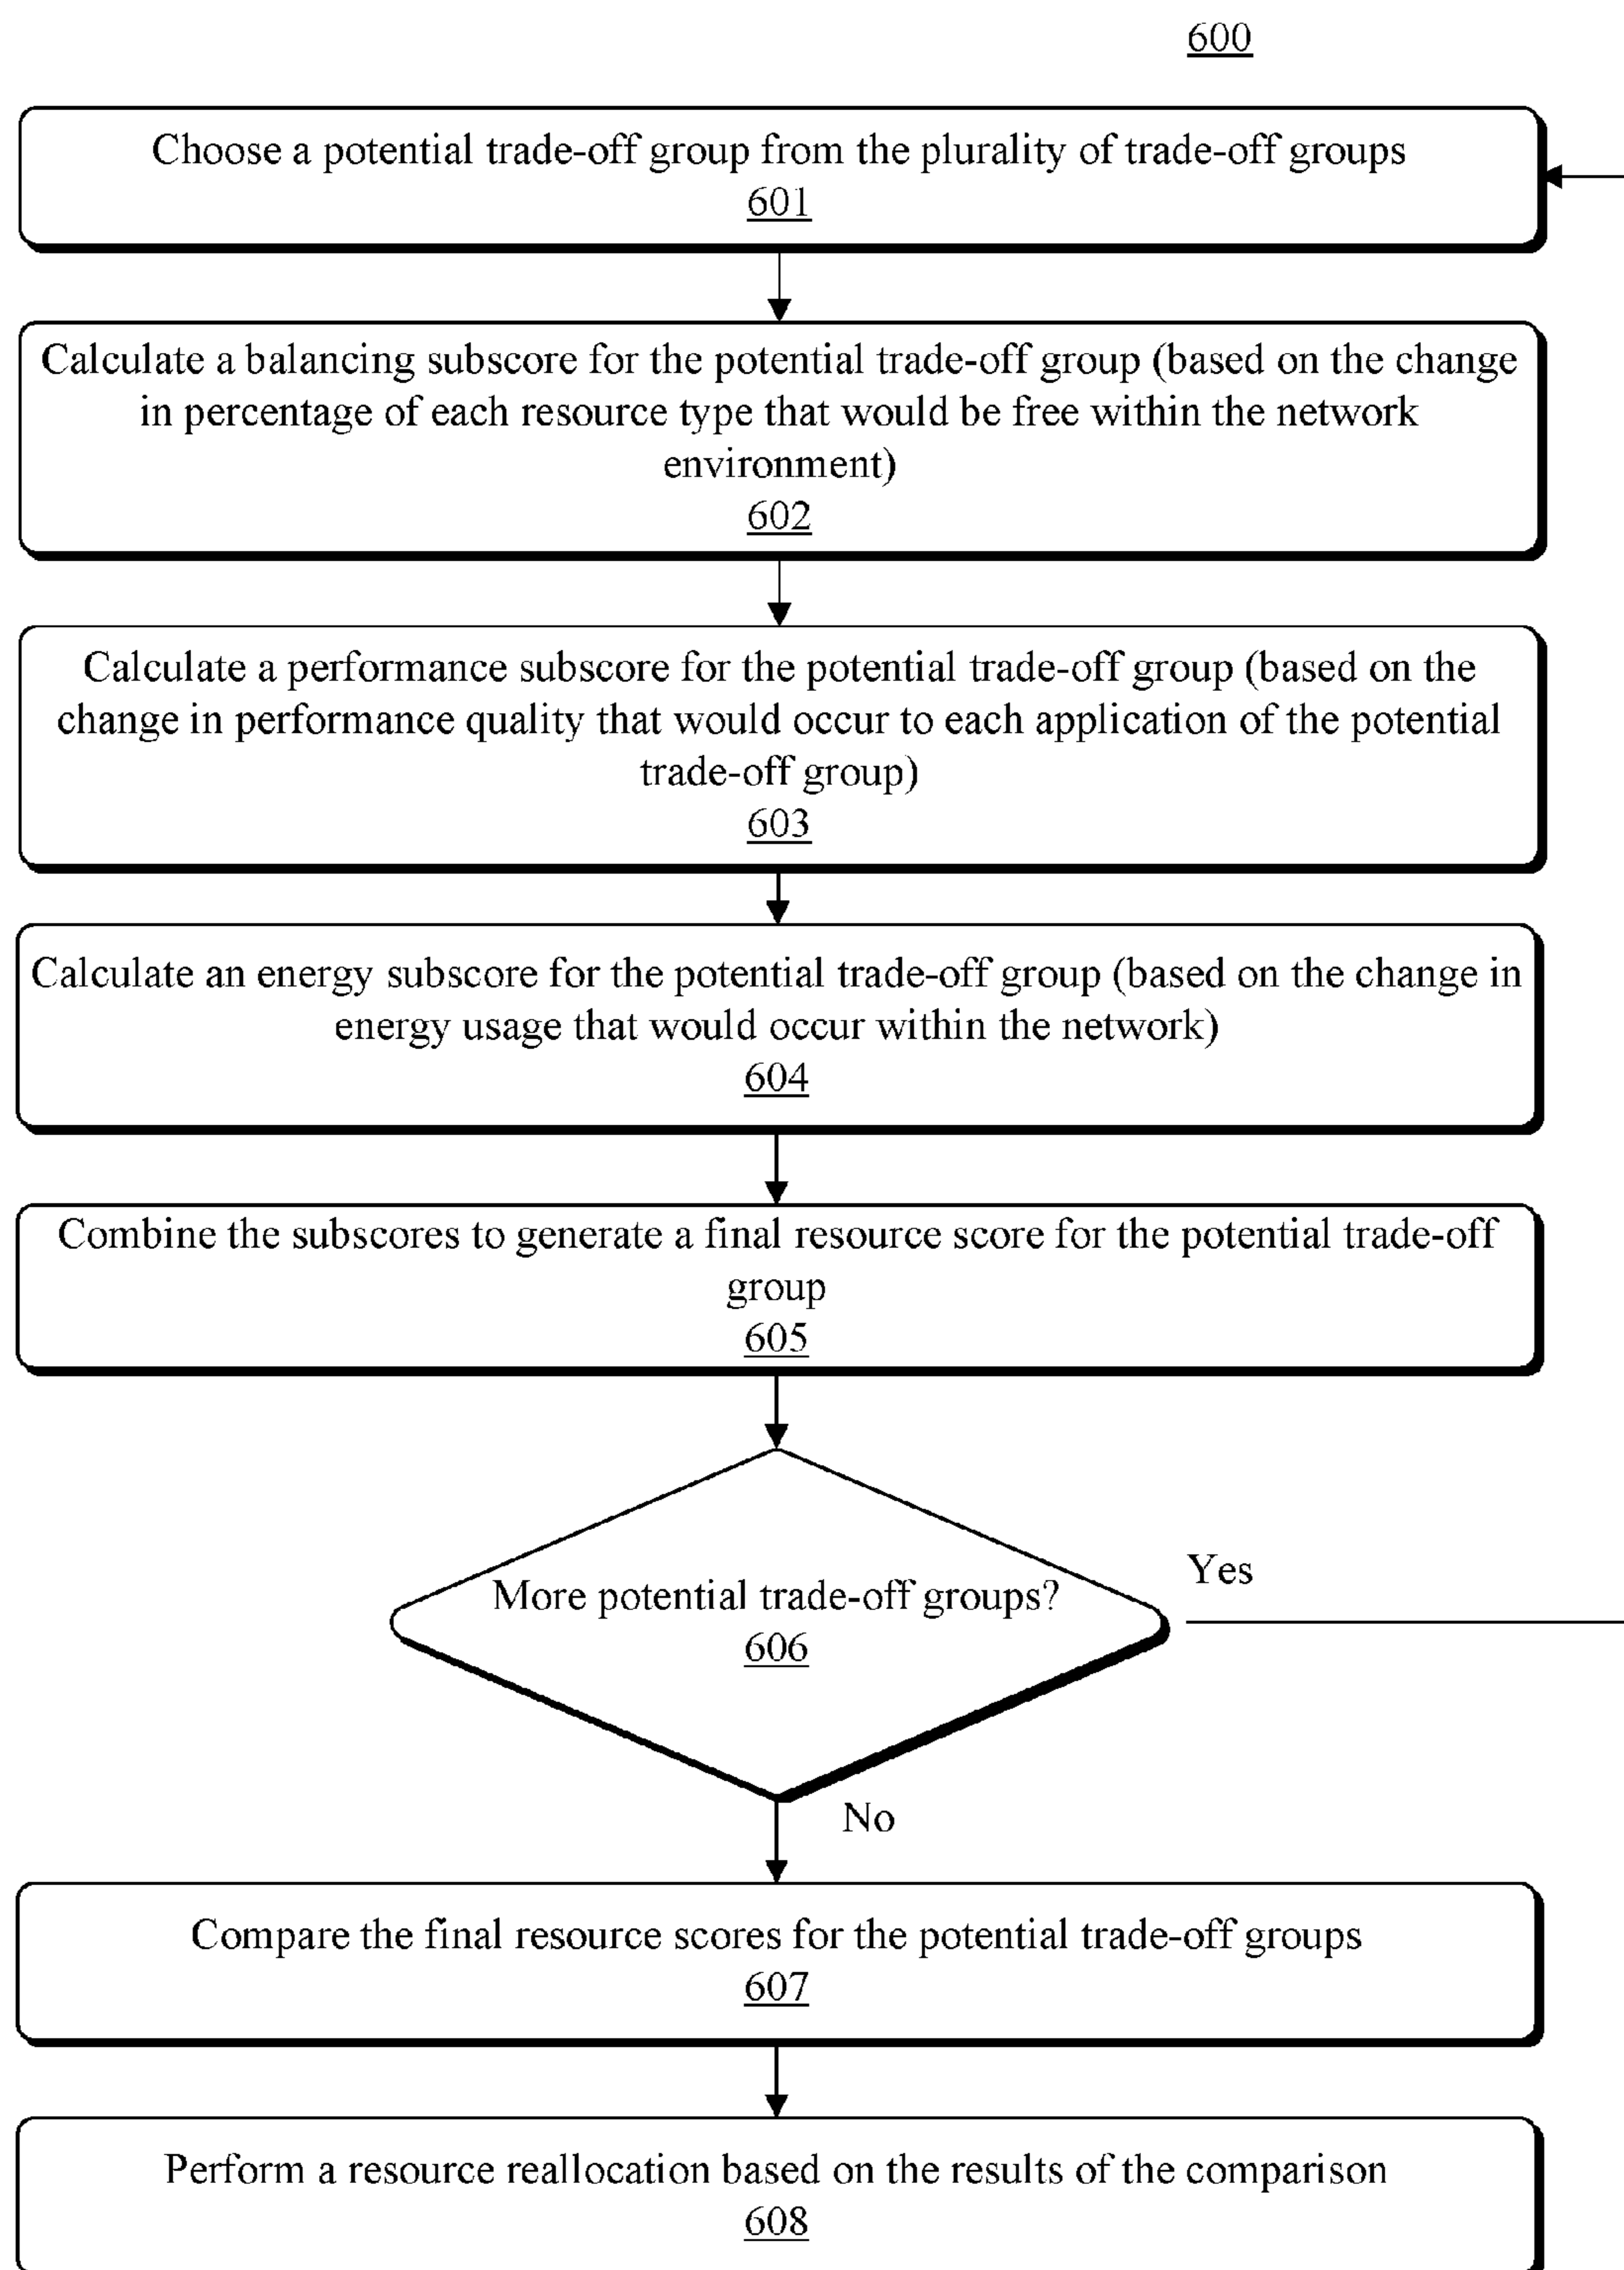 600
Choose a potential trade-off group from the plurality of trade-off groups
601
Calculate a balancing subscore for the potential trade-off group (based on the change
in percentage of each resource type that would be free within the network
environment)
602
Calculate a performance subscore for the potential trade-off group (based on the
change in performance quality that would occur to each application of the potential
trade-off group)
603
Calculate an energy subscore for the potential trade-off group (based on the change in
energy usage that would occur within the network)
604
Combine the subscores to generate a final resource score for the potential trade-off
group
605
Yes
More potential trade-off groups?
606
No
Compare the final resource scores for the potential trade-off groups
607
Perform a resource reallocation based on the results of the comparison
608